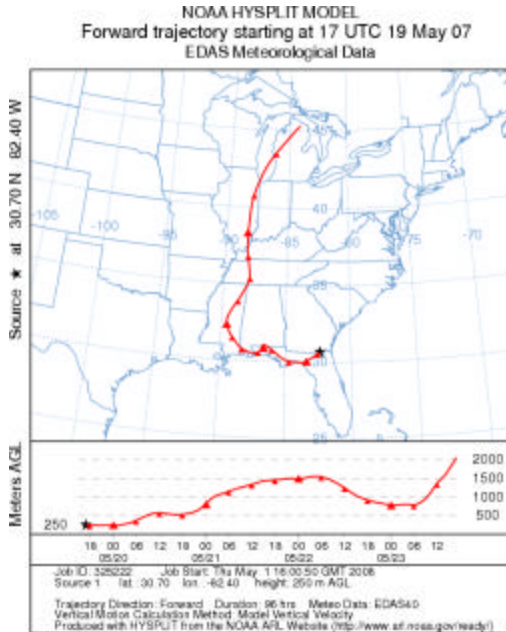 NOAA HYSPLIT MODEL
Forward trajectory starting at 17 UTC 19 May 07
EDAS Meteorological Data
Source ★ at 30.70 N 82.40 W
45
-105
-100
-95
-90
-85
40
-75
-70
35
30
25
Meters AGL
2000
1500
1000
500
250
18 00 06 12 18 00 06 12 18 00 06 12 18 00 06 12
05/20 05/21 05/22 05/23
Job ID: 325222 Job Start: Thu May 1 16:00:50 GMT 2008
Source 1 lat.: 30.70 lon.: -82.40 height: 250 m AGL
Trajectory Direction: Forward Duration: 96 hrs Meteo Data: EDAS40
Vertical Motion Calculation Method: Model Vertical Velocity
Produced with HYSPLIT from the NOAA ARL Website (http://www.arl.noaa.gov/ready/)